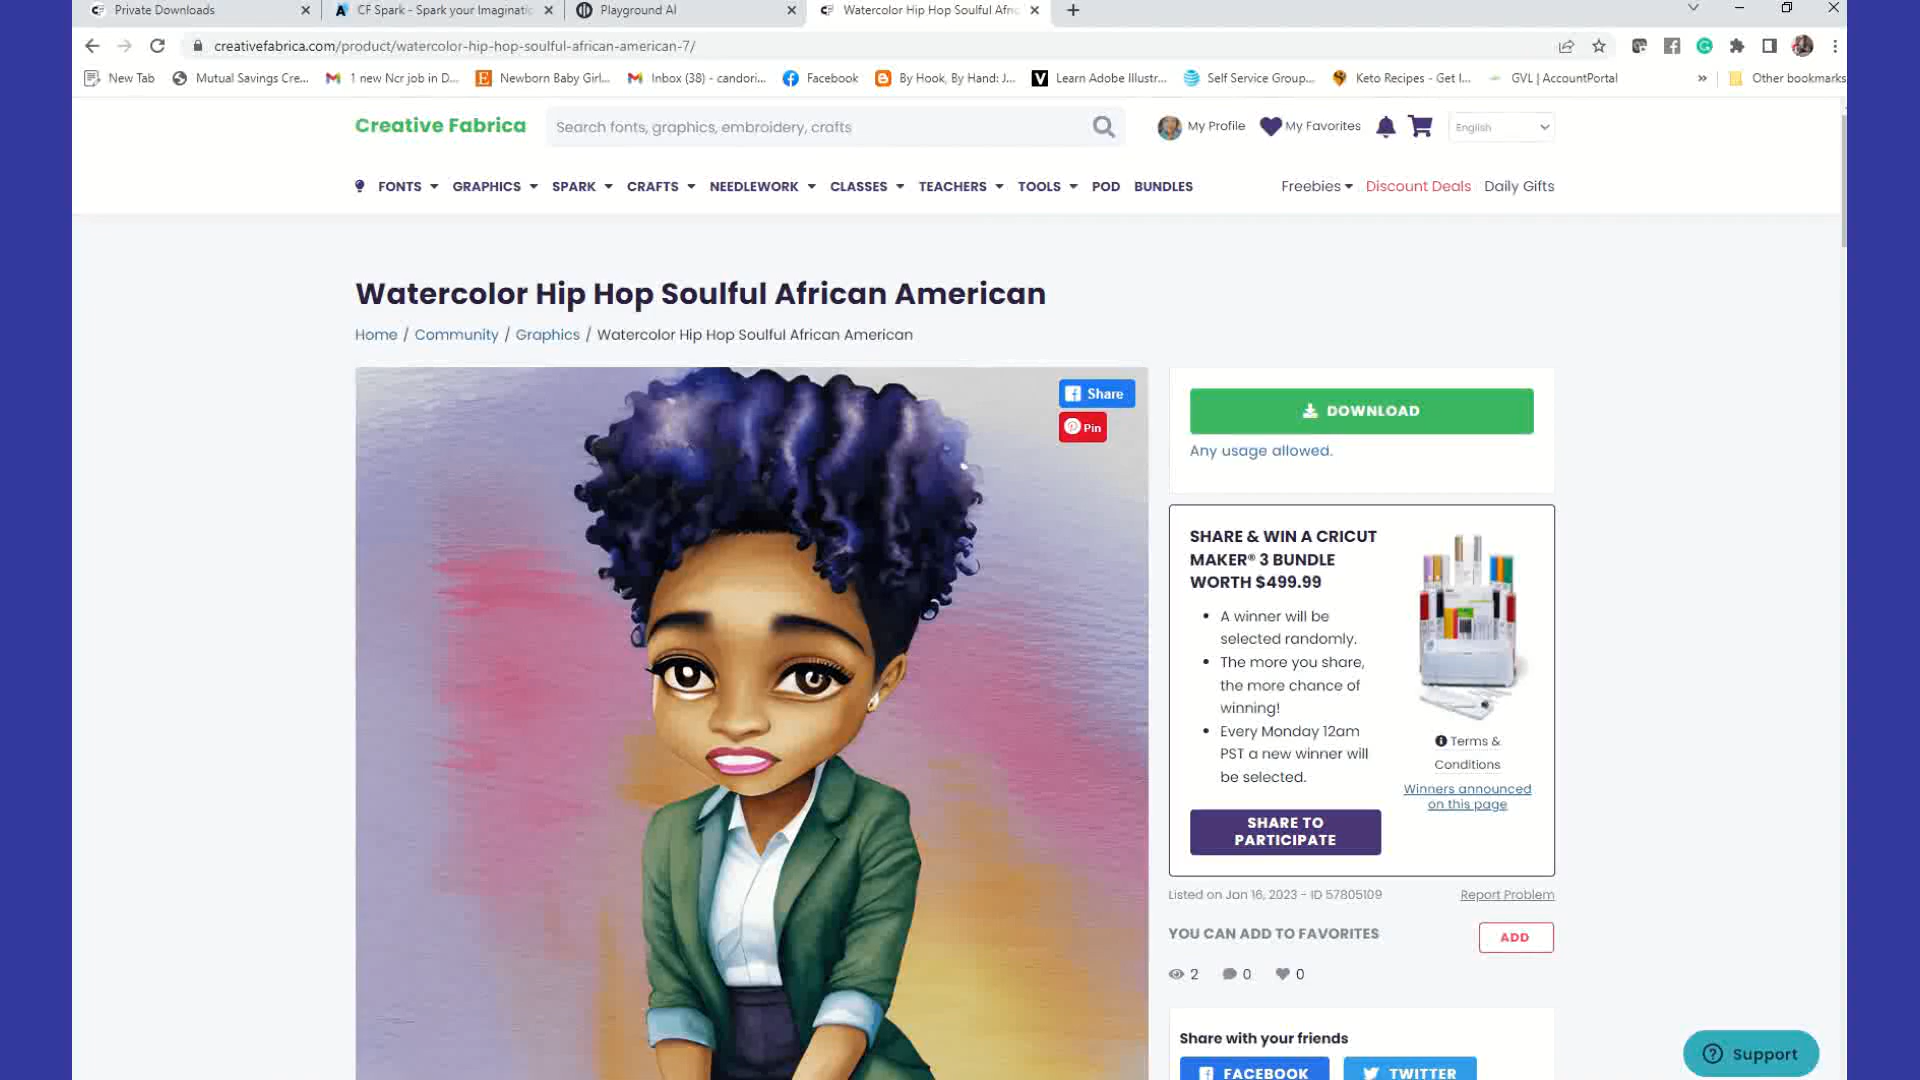 Private Downloads
CF Spark - Spark your Imaginatic
Playground AI
Watercolor Hip Hop Soulful Afric
creativefabrica.com/product/watercolor-hip-hop-soulful-african-american-7/
New Tab
Mutual Savings Cre...
1 new Ncr job in D...
Newborn Baby Girl...
Inbox (38) - candori...
Facebook
By Hook, By Hand: J...
Learn Adobe Illustr...
Self Service Group...
Keto Recipes - Get I...
GVL | AccountPortal
»
Other bookmarks
Creative Fabrica
Search fonts, graphics, embroidery, crafts
My Profile
My Favorites
English
FONTS
GRAPHICS
SPARK
CRAFTS
NEEDLEWORK
CLASSES
TEACHERS
TOOLS
POD
BUNDLES
Freebies
Discount Deals
Daily Gifts
Watercolor Hip Hop Soulful African American
Home / Community / Graphics / Watercolor Hip Hop Soulful African American
Share
Pin
DOWNLOAD
Any usage allowed.
SHARE & WIN A CRICUT
MAKER® 3 BUNDLE
WORTH $499.99
• A winner will be
selected randomly.
• The more you share,
the more chance of
winning!
• Every Monday 12am
PST a new winner will
be selected.
Terms &
Conditions
Winners announced
on this page
SHARE TO
PARTICIPATE
Listed on Jan 16, 2023 - ID 57805109
Report Problem
YOU CAN ADD TO FAVORITES
ADD
2
0
0
Share with your friends
FACEBOOK
TWITTER
Support